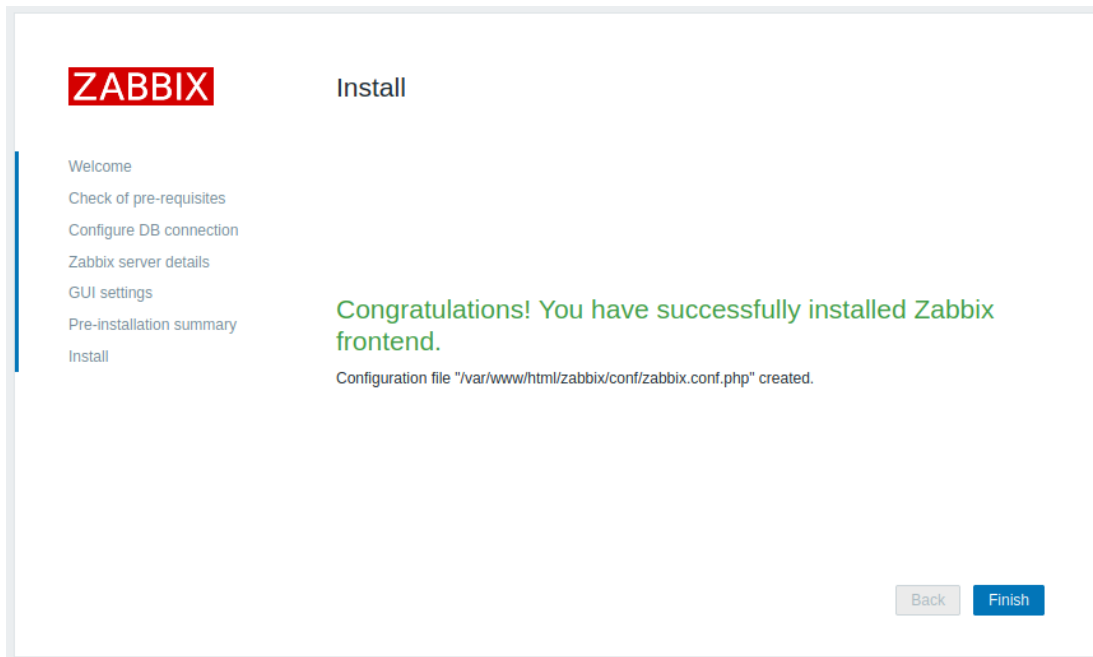 ZABBIX
Install
Welcome
Check of pre-requisites
Configure DB connection
Zabbix server details
GUI settings
Pre-installation summary
Install
Congratulations! You have successfully installed Zabbix
frontend.
Configuration file "/var/www/html/zabbix/conf/zabbix.conf.php" created.
Back
Finish